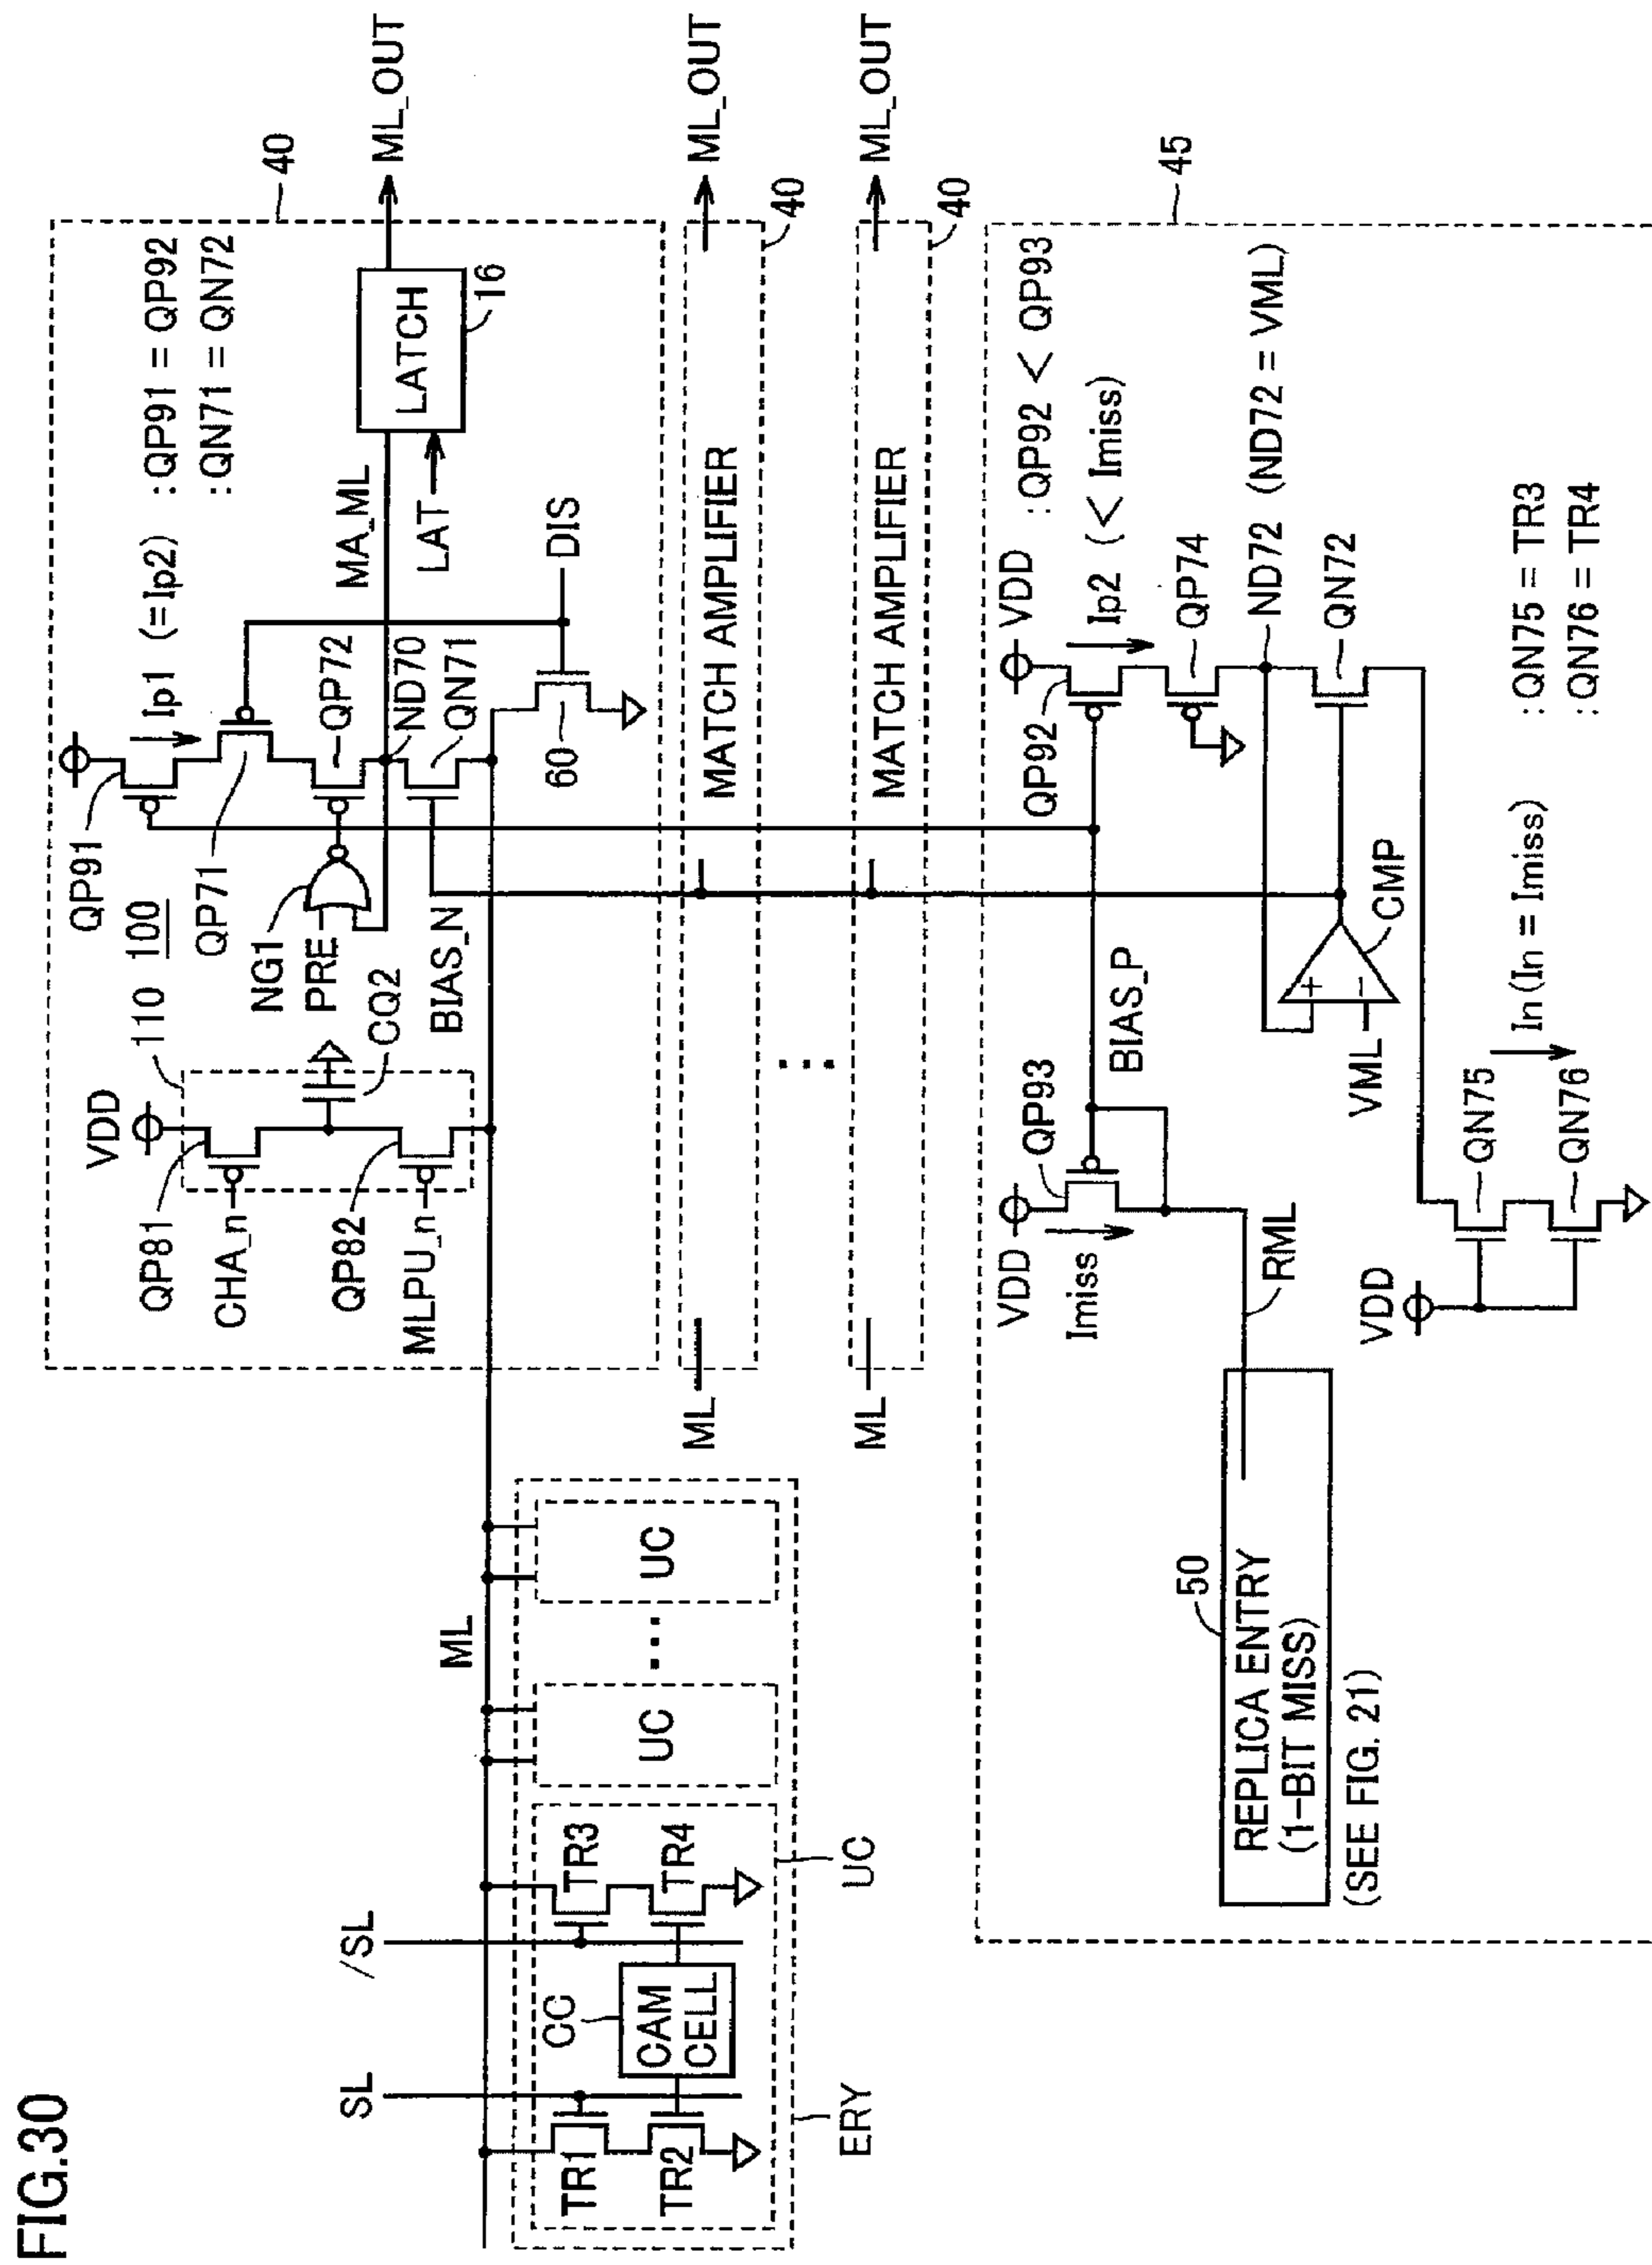 FIG.30
SL
/SL
CC
CAM
CELL
TR1
TR2
TR3
TR4
UC
ERY
ML
UC
...
UC
VDD
110
100
QP81
CHA_n
QP82
MLPU_n
CQ2
QP91
Ip1 (=Ip2)
:QP91 = QP92
:QN71 = QN72
QP71
NG1
PRE
QP72
ND70
QN71
BIAS_N
60
DIS
MA_ML
LAT
LATCH
16
40
ML_OUT
ML
MATCH AMPLIFIER
40
ML_OUT
...
ML
MATCH AMPLIFIER
40
ML_OUT
45
VDD
QP93
Imiss
RML
BIAS_P
50
REPLICA ENTRY
(1-BIT MISS)
(SEE FIG. 21)
VDD
QP92
:QP92 < QP93
Ip2 (< Imiss)
QP74
ND72 (ND72 = VML)
QN72
+
-
VML
CMP
VDD
QN75
QN76
In(In = Imiss)
:QN75 = TR3
:QN76 = TR4